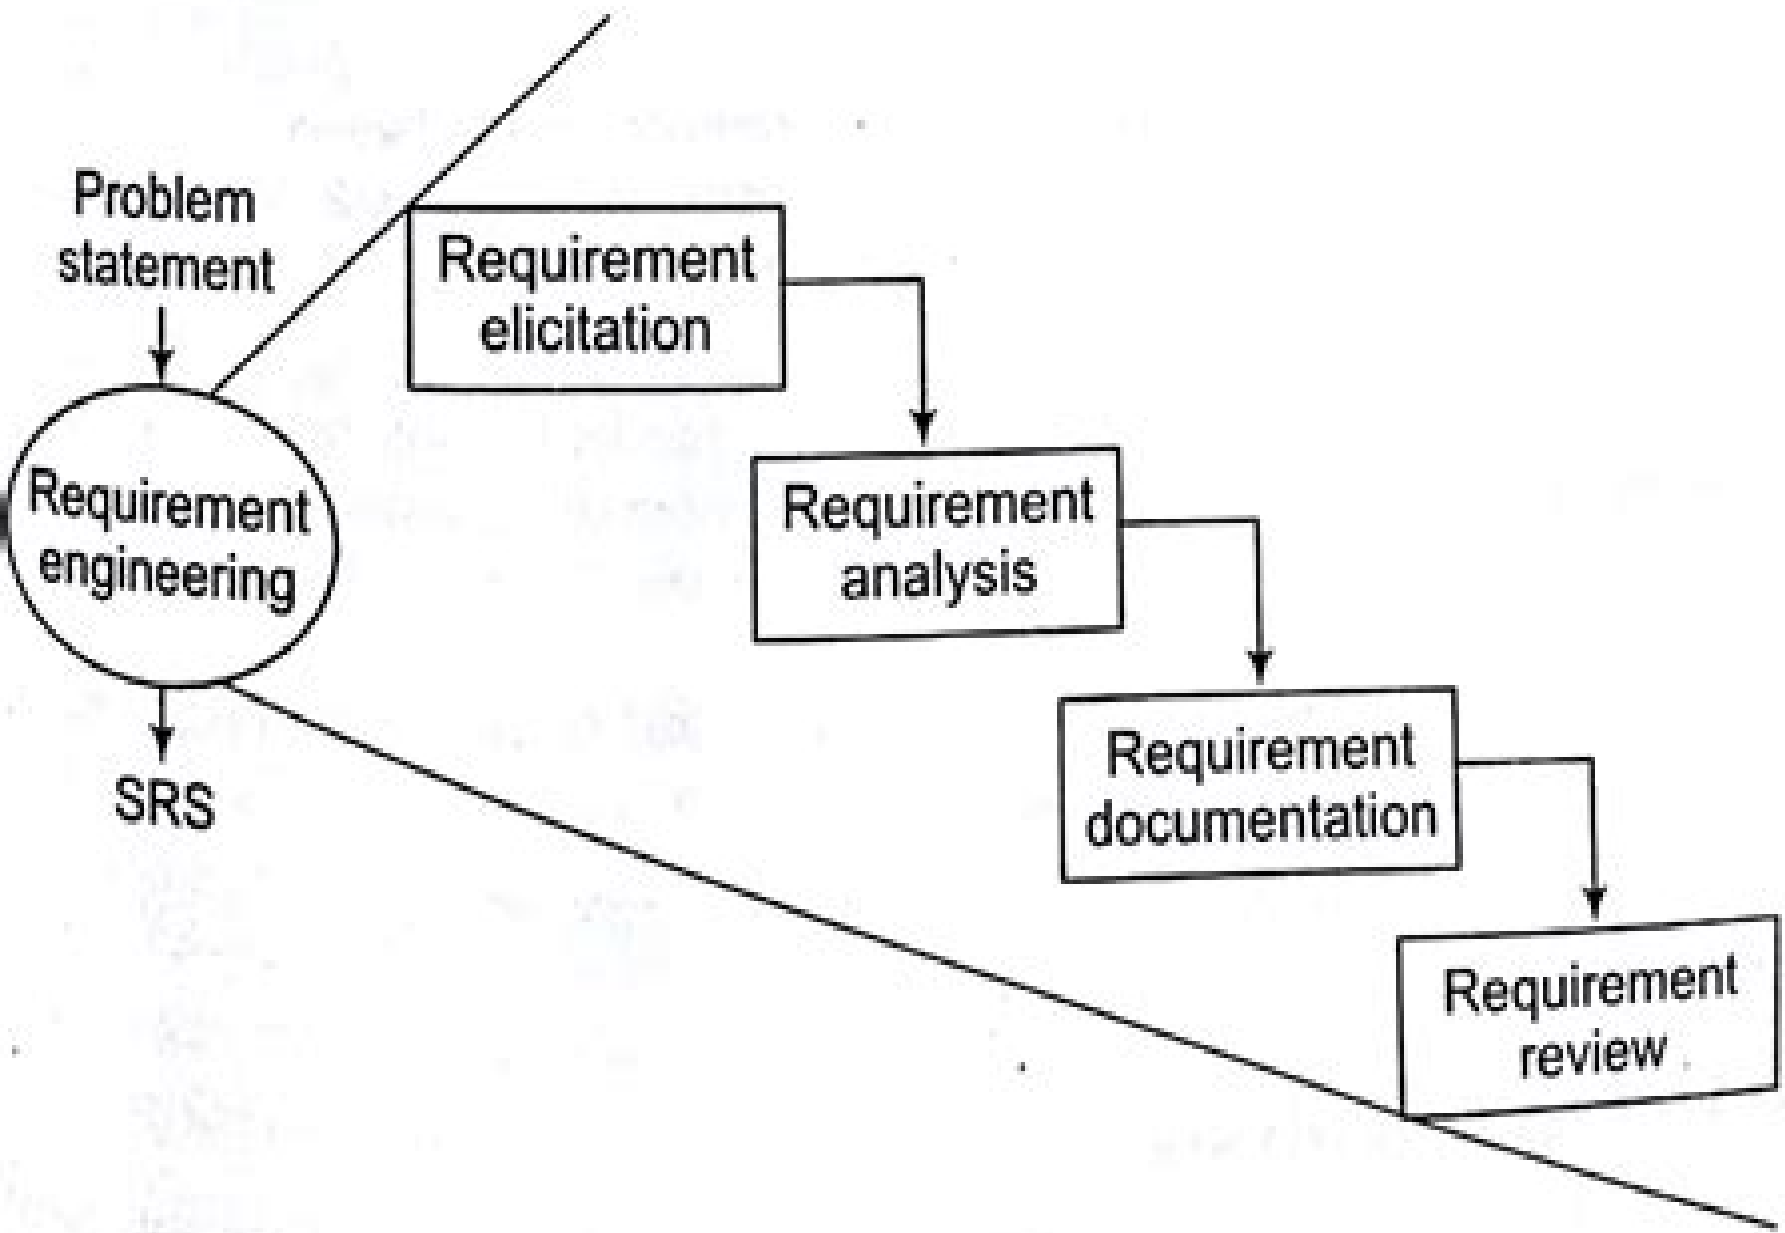 Problem
statement
Requirement
engineering
SRS
Requirement
elicitation
Requirement
analysis
Requirement
documentation
Requirement
review